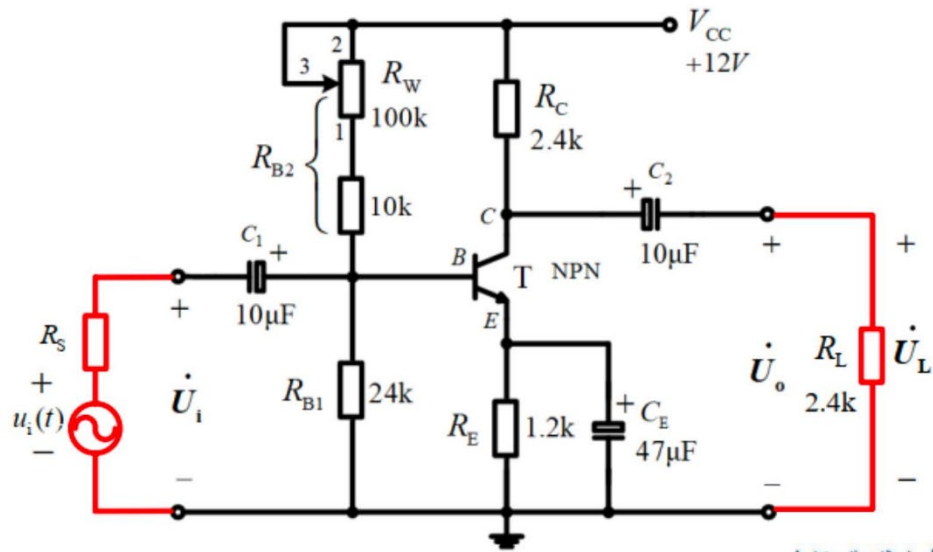 V_CC
+12V
2
3
R_W
100k
1
R_C
2.4k
R_B2
10k
C_2
+
10μF
C
C_1
+
10μF
B
T NPN
E
+
+
+
R_S
+
u_i(t)
−
U̇_i
R_B1
24k
R_E
1.2k
+
C_E
47μF
U̇_o
R_L
2.4k
U̇_L
−
−
−